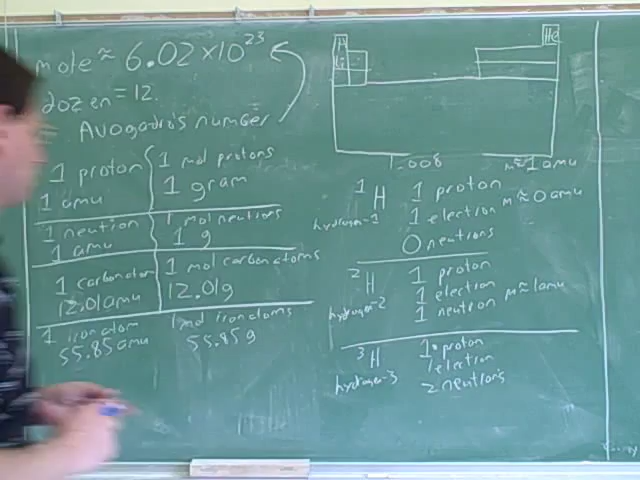 mole ≈ 6.02 × 10²³
dozen = 12.
= Avogadro's number
1 proton 1 mol protons
1 amu 1 gram
1 neutron 1 mol neutrons
1 amu 1 g
1 carbon atom 1 mol carbon atoms
12.01 amu 12.01 g
1 iron atom 1 mol iron atoms
55.85 amu 55.85 g
H
Li
He
1.008
m ≈ 1 amu
¹H 1 proton
hydrogen-1 1 electron m ≈ 0 amu
0 neutrons
²H 1 proton
hydrogen-2 1 electron
1 neutron m ≈ 1 amu
³H 1 proton
hydrogen-3 1 electron
2 neutrons